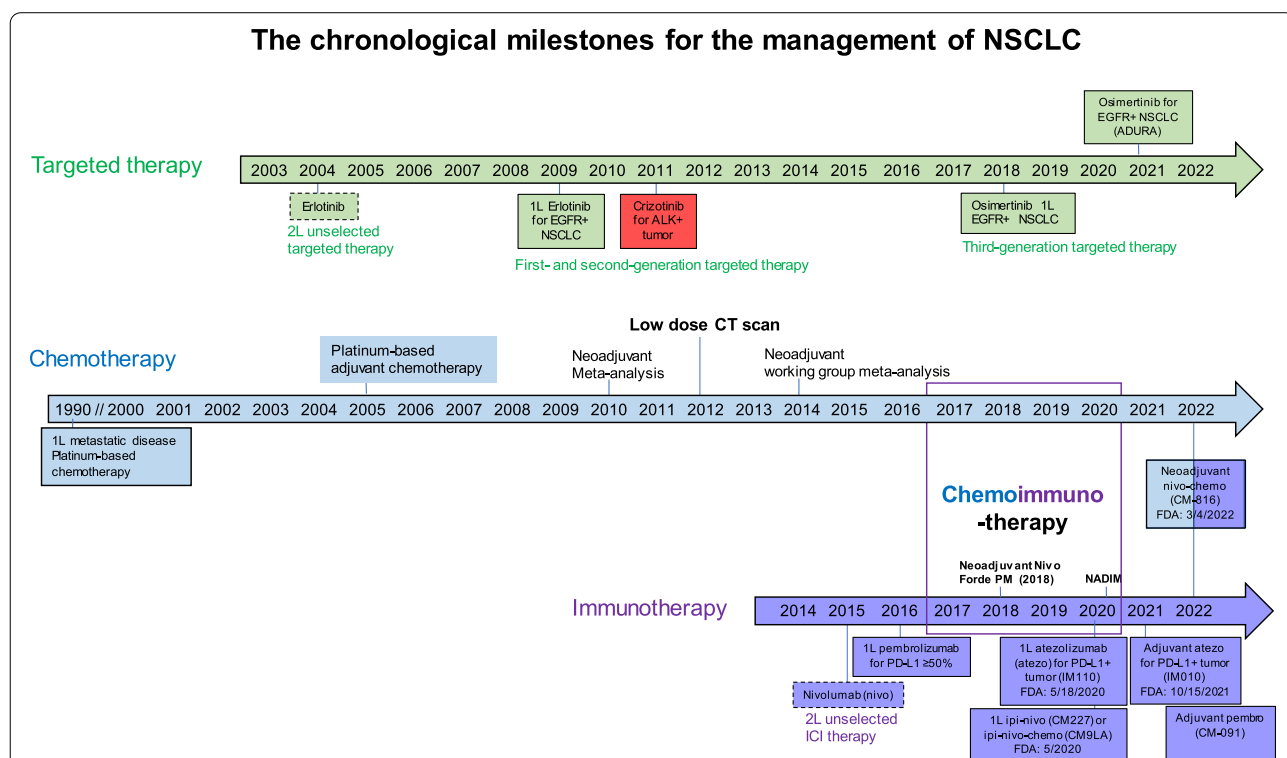 The chronological milestones for the management of NSCLC
Osimertinib for
EGFR+ NSCLC
(ADURA)
Targeted therapy
2003 2004 2005 2006 2007 2008 2009 2010 2011 2012 2013 2014 2015 2016 2017 2018 2019 2020 2021 2022
Erlotinib
2L unselected
targeted therapy
1L Erlotinib
for EGFR+
NSCLC
Crizotinib
for ALK+
tumor
First- and second-generation targeted therapy
Osimertinib 1L
EGFR+ NSCLC
Third-generation targeted therapy
Low dose CT scan
Chemotherapy
Platinum-based
adjuvant chemotherapy
Neoadjuvant
Meta-analysis
Neoadjuvant
working group meta-analysis
1990 // 2000 2001 2002 2003 2004 2005 2006 2007 2008 2009 2010 2011 2012 2013 2014 2015 2016 2017 2018 2019 2020 2021 2022
1L metastatic disease
Platinum-based
chemotherapy
Neoadjuvant
nivo-chemo
(CM-816)
FDA: 3/4/2022
Chemoimmuno
-therapy
Neoadjuvant Nivo
Forde PM (2018)
NADIM
Immunotherapy
2014 2015 2016 2017 2018 2019 2020 2021 2022
1L pembrolizumab
for PD-L1 ≥50%
Nivolumab (nivo)
2L unselected
ICI therapy
1L atezolizumab
(atezo) for PD-L1+
tumor (IM110)
FDA: 5/18/2020
Adjuvant atezo
for PD-L1+ tumor
(IM010)
FDA: 10/15/2021
1L ipi-nivo (CM227) or
ipi-nivo-chemo (CM9LA)
FDA: 5/2020
Adjuvant pembro
(CM-091)